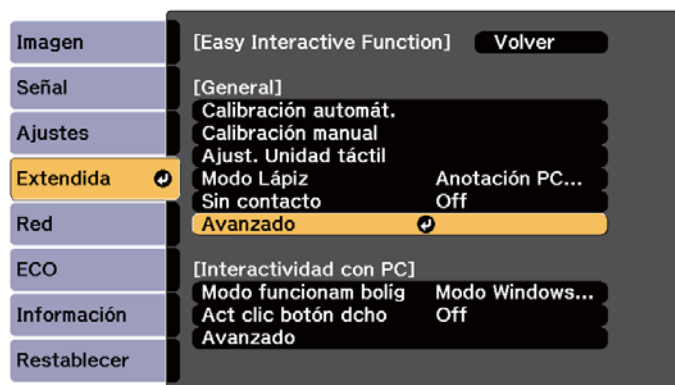 Imagen
Señal
Ajustes
Extendida
Red
ECO
Información
Restablecer
[Easy Interactive Function] Volver
[General]
Calibración automát.
Calibración manual
Ajust. Unidad táctil
Modo Lápiz Anotación PC...
Sin contacto Off
Avanzado
[Interactividad con PC]
Modo funcionam bolíg Modo Windows...
Act clic botón dcho Off
Avanzado